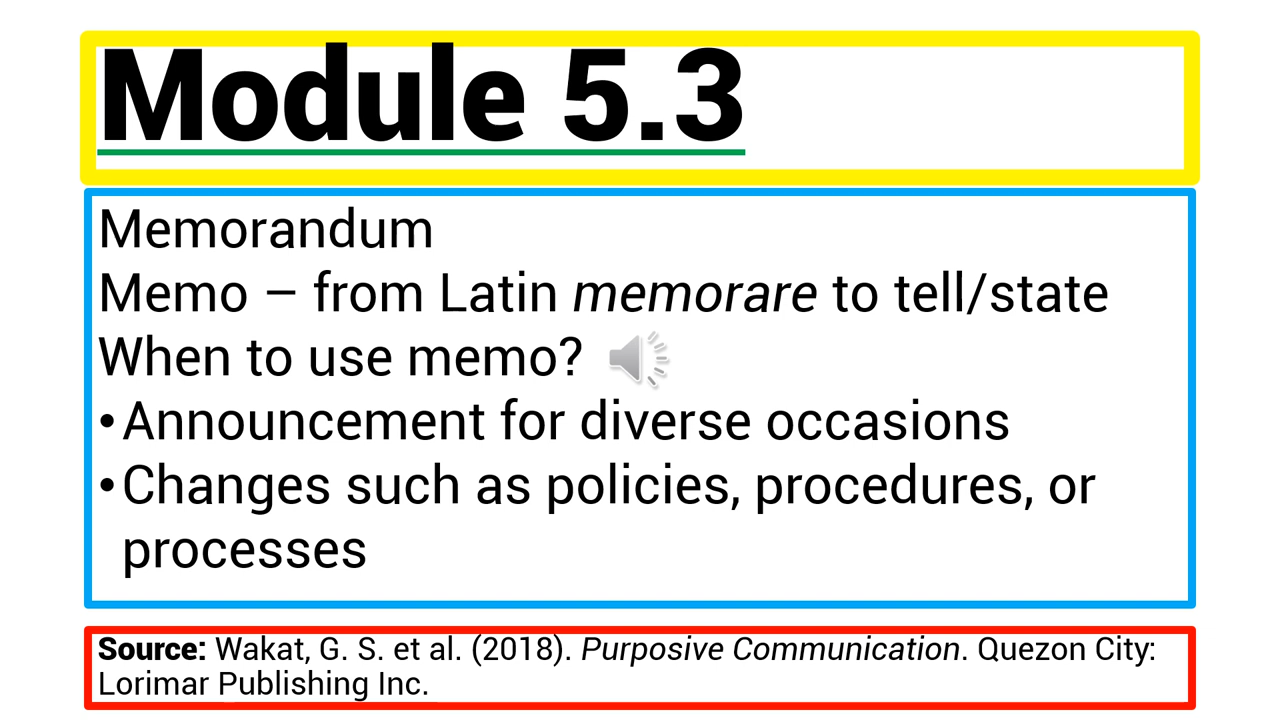 Module 5.3
Memorandum
Memo – from Latin memorare to tell/state
When to use memo?
•Announcement for diverse occasions
•Changes such as policies, procedures, or
processes
Source: Wakat, G. S. et al. (2018). Purposive Communication. Quezon City:
Lorimar Publishing Inc.